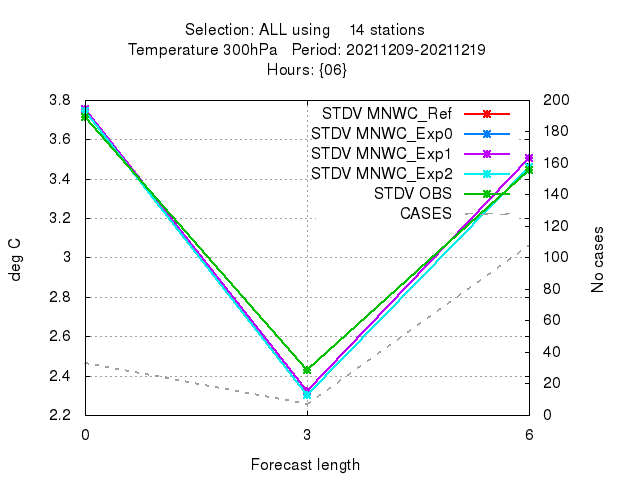 Selection: ALL using    14 stations
Temperature 300hPa   Period: 20211209-20211219
Hours: {06}
3.8
3.6
3.4
3.2
3
2.8
2.6
2.4
2.2
200
180
160
140
120
100
80
60
40
20
0
STDV MNWC_Ref
STDV MNWC_Exp0
STDV MNWC_Exp1
STDV MNWC_Exp2
STDV OBS
CASES
deg C
No cases
0
3
6
Forecast length